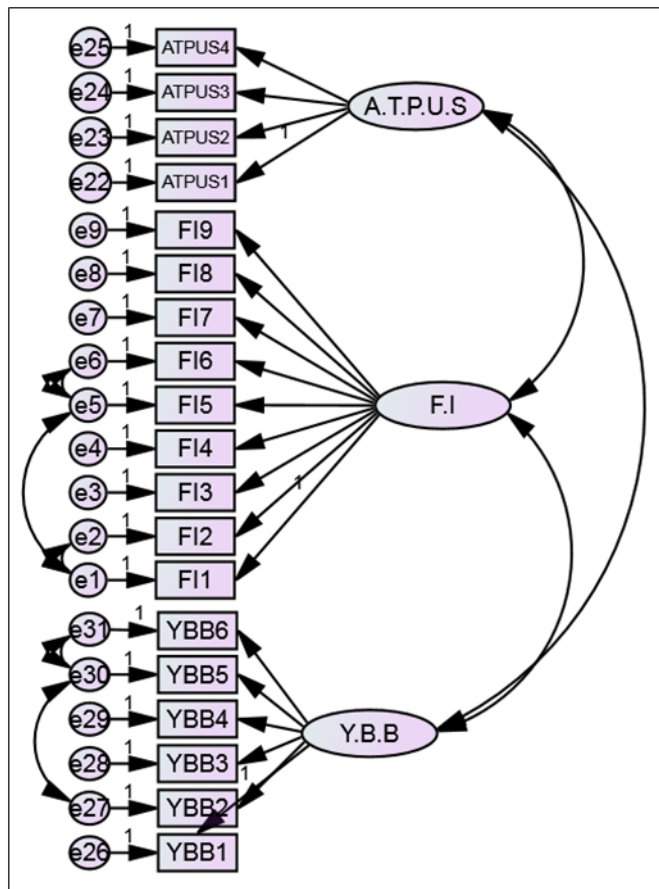 e25 1 ATPUS4
e24 1 ATPUS3 A.T.P.U.S
e23 1 ATPUS2 1
e22 1 ATPUS1
e9 1 FI9
e8 1 FI8
e7 1 FI7
e6 1 FI6
e5 1 FI5 F.I
e4 1 FI4
e3 1 FI3 1
e2 1 FI2
e1 1 FI1
e31 1 YBB6
e30 1 YBB5
e29 1 YBB4 Y.B.B
e28 1 YBB3 1
e27 1 YBB2
e26 1 YBB1